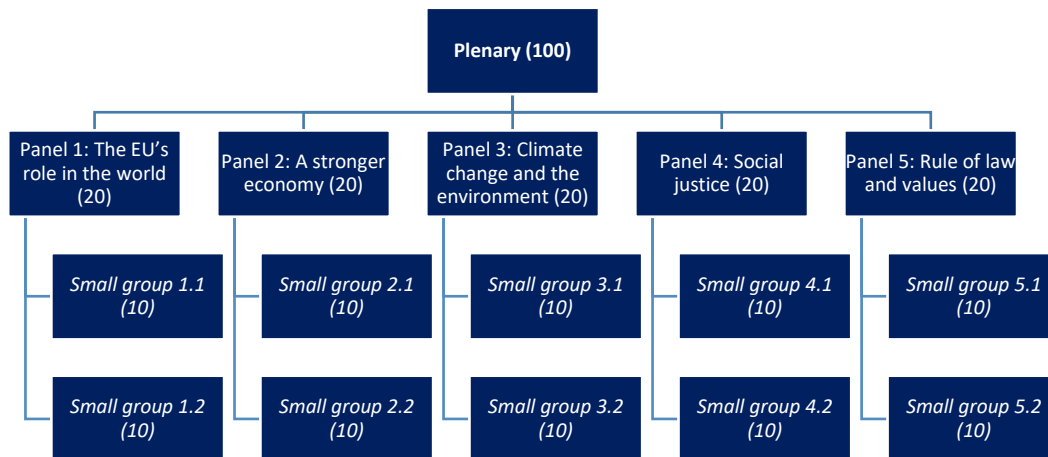 Plenary (100)
Panel 1: The EU’s
role in the world
(20)
Panel 2: A stronger
economy (20)
Panel 3: Climate
change and the
environment (20)
Panel 4: Social
justice (20)
Panel 5: Rule of law
and values (20)
Small group 1.1
(10)
Small group 2.1
(10)
Small group 3.1
(10)
Small group 4.1
(10)
Small group 5.1
(10)
Small group 1.2
(10)
Small group 2.2
(10)
Small group 3.2
(10)
Small group 4.2
(10)
Small group 5.2
(10)